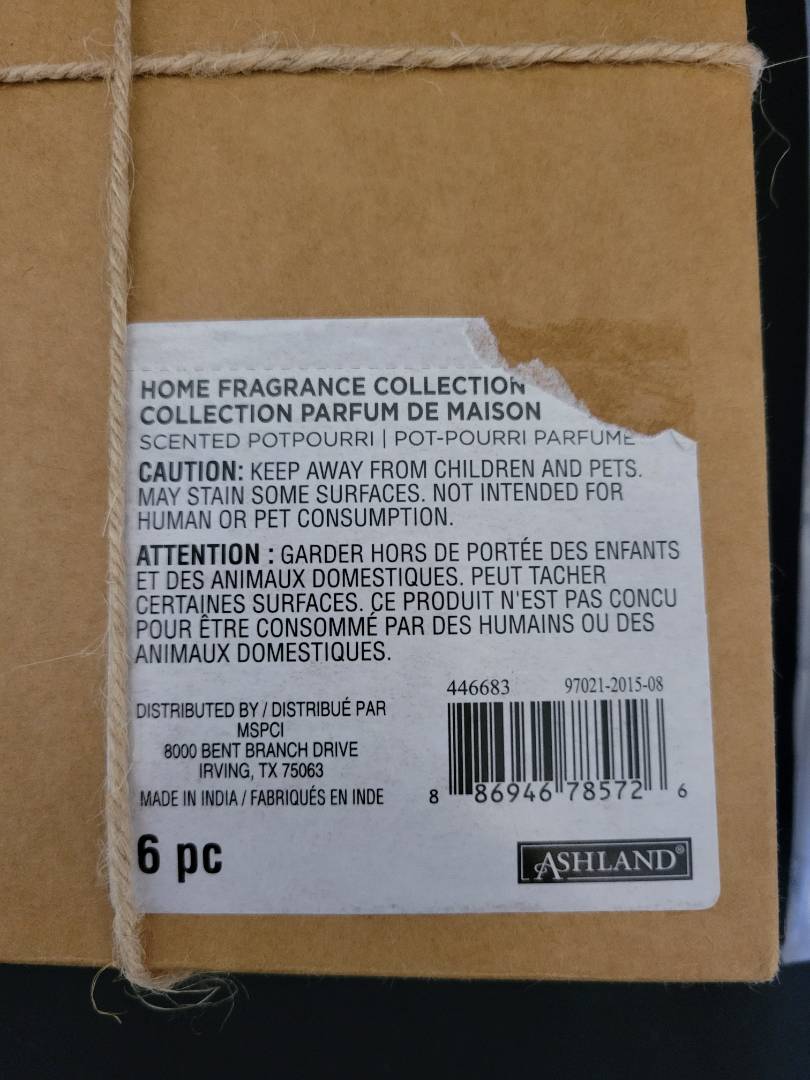 HOME FRAGRANCE COLLECTION
COLLECTION PARFUM DE MAISON
SCENTED POTPOURRI | POT-POURRI PARFUMÉ
CAUTION: KEEP AWAY FROM CHILDREN AND PETS.
MAY STAIN SOME SURFACES. NOT INTENDED FOR
HUMAN OR PET CONSUMPTION.
ATTENTION : GARDER HORS DE PORTÉE DES ENFANTS
ET DES ANIMAUX DOMESTIQUES. PEUT TACHER
CERTAINES SURFACES. CE PRODUIT N'EST PAS CONCU
POUR ÊTRE CONSOMMÉ PAR DES HUMAINS OU DES
ANIMAUX DOMESTIQUES.
446683 97021-2015-08
DISTRIBUTED BY / DISTRIBUÉ PAR
MSPCI
8000 BENT BRANCH DRIVE
IRVING, TX 75063
MADE IN INDIA / FABRIQUÉS EN INDE
8 86946 78572 6
6 pc
ASHLAND®